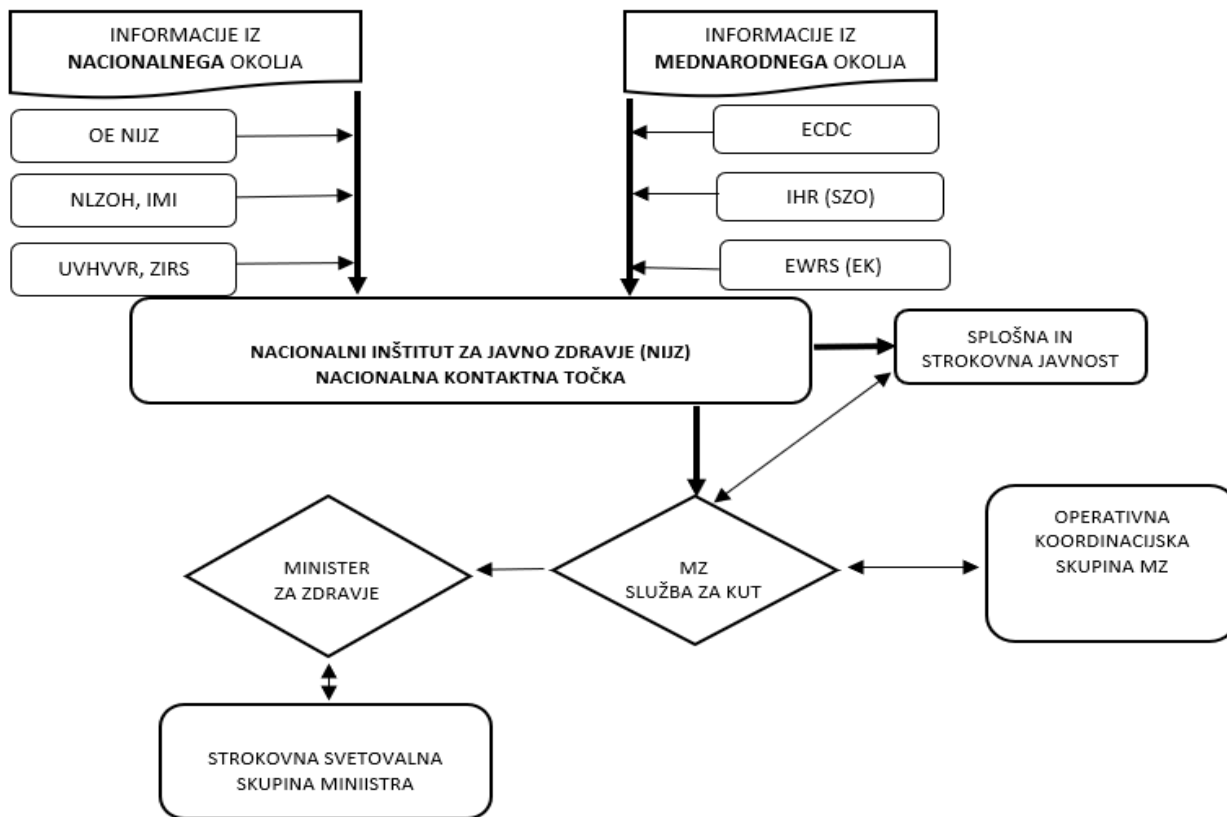 INFORMACIJE IZ
NACIONALNEGA OKOLJA
INFORMACIJE IZ
MEDNARODNEGA OKOLJA
OE NIJZ
ECDC
NLZOH, IMI
IHR (SZO)
UVHVVR, ZIRS
EWRS (EK)
NACIONALNI INŠTITUT ZA JAVNO ZDRAVJE (NIJZ)
NACIONALNA KONTAKTNA TOČKA
SPLOŠNA IN
STROKOVNA JAVNOST
MINISTER
ZA ZDRAVJE
MZ
SLUŽBA ZA KUT
OPERATIVNA
KOORDINACIJSKA
SKUPINA MZ
STROKOVNA SVETOVALNA
SKUPINA MINIISTRA